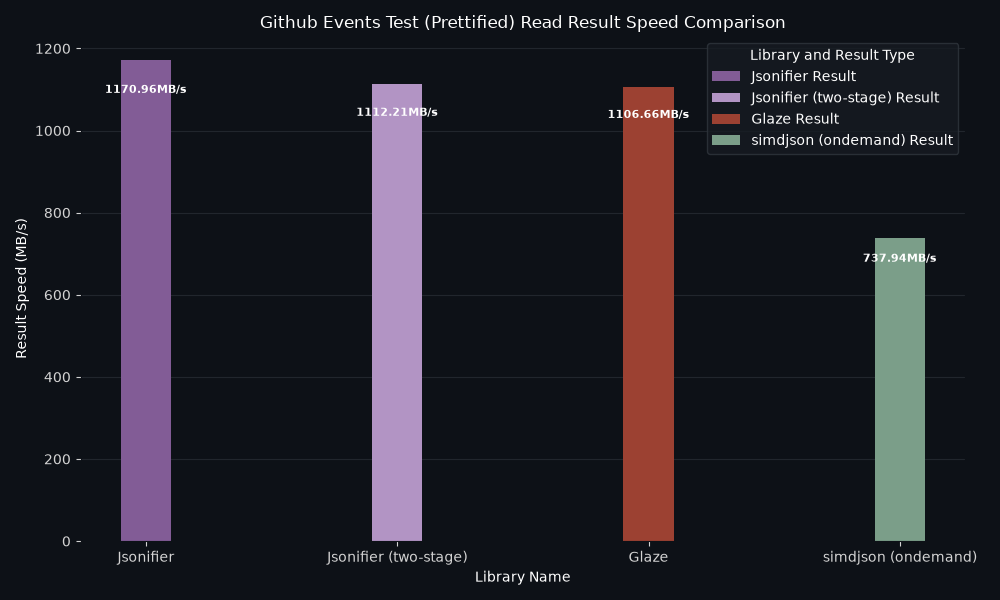 Github Events Test (Prettified) Read Result Speed Comparison
Library and Result Type
Jsonifier Result
Jsonifier (two-stage) Result
Glaze Result
simdjson (ondemand) Result
1200
1000
800
600
400
200
0
Result Speed (MB/s)
1170.96MB/s
1112.21MB/s
1106.66MB/s
737.94MB/s
Jsonifier
Jsonifier (two-stage)
Glaze
simdjson (ondemand)
Library Name